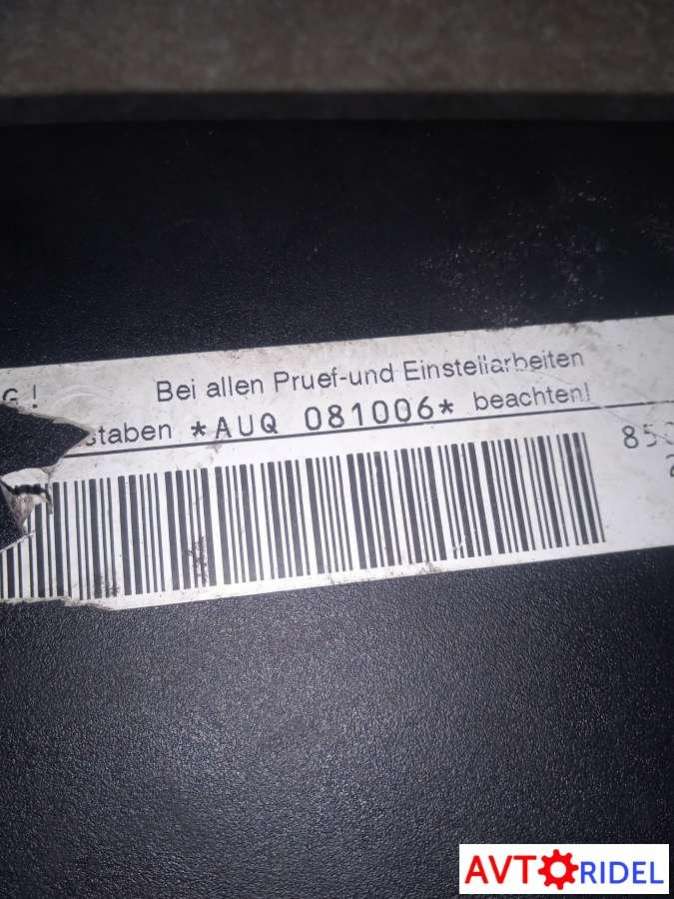 G!
Bei allen Pruef-und Einstellarbeiten
staben *AUQ 081006* beachten!
85
AVTORIDEL